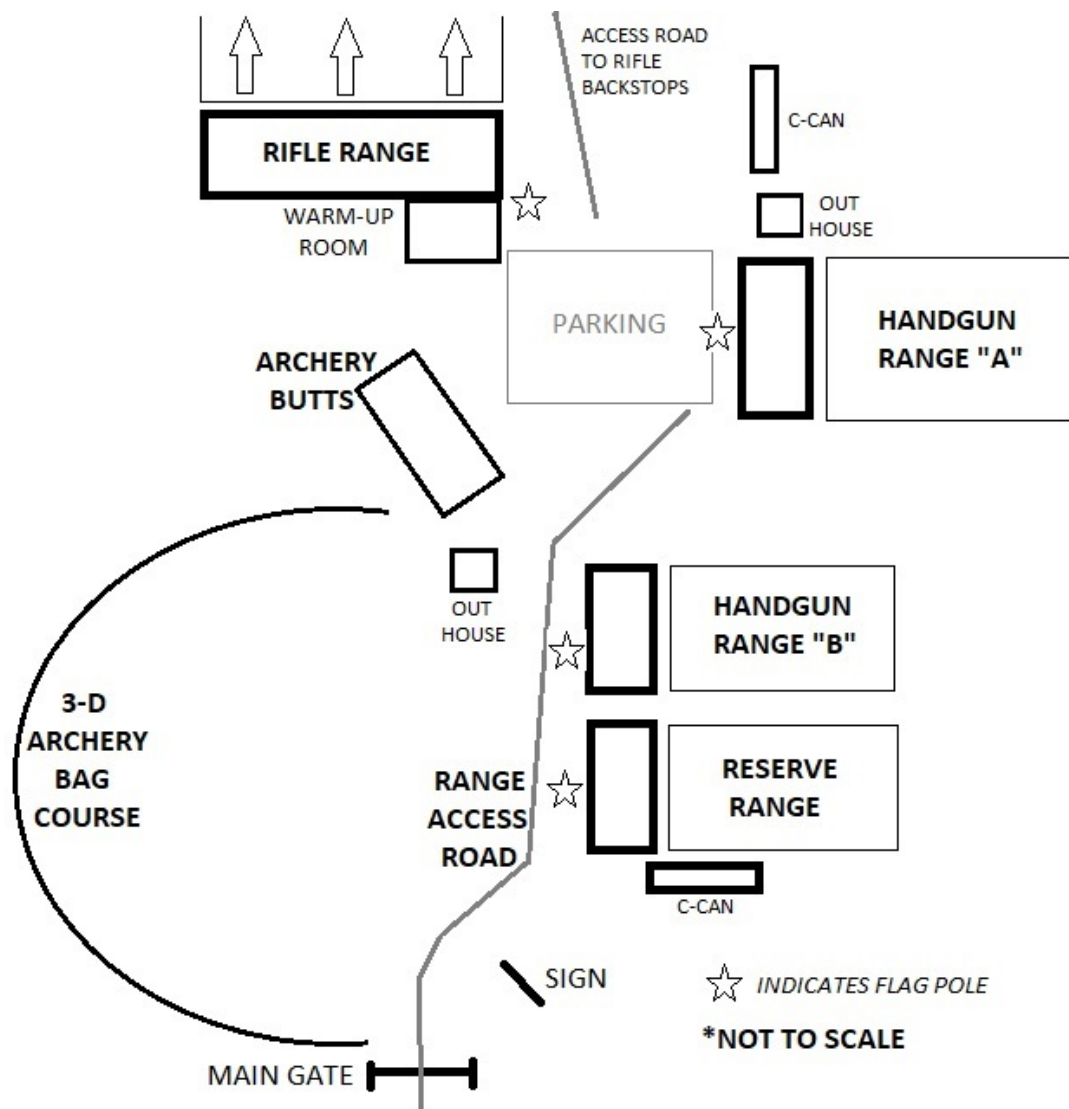 ACCESS ROAD
TO RIFLE
BACKSTOPS
C-CAN
RIFLE RANGE
WARM-UP
ROOM
OUT
HOUSE
PARKING
HANDGUN
RANGE "A"
ARCHERY
BUTTS
OUT
HOUSE
HANDGUN
RANGE "B"
3-D
ARCHERY
BAG
COURSE
RANGE
ACCESS
ROAD
RESERVE
RANGE
C-CAN
SIGN
INDICATES FLAG POLE
*NOT TO SCALE
MAIN GATE